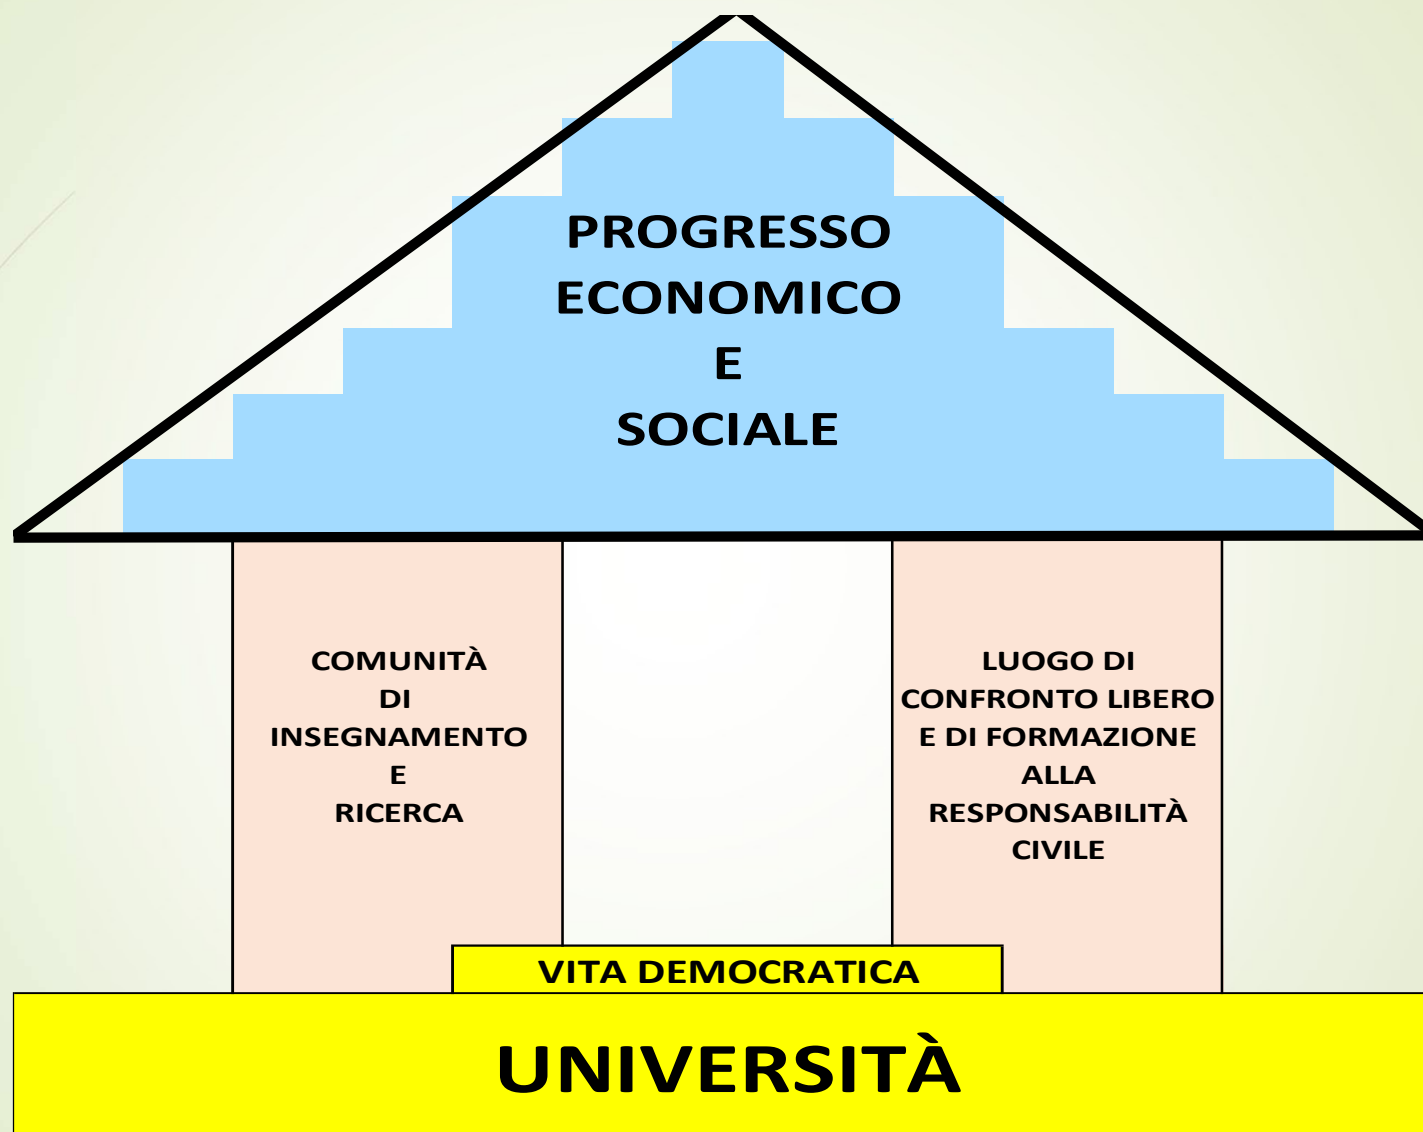 PROGRESSO
ECONOMICO
E
SOCIALE
COMUNITÀ
DI
INSEGNAMENTO
E
RICERCA
LUOGO DI
CONFRONTO LIBERO
E DI FORMAZIONE
ALLA
RESPONSABILITÀ
CIVILE
VITA DEMOCRATICA
UNIVERSITÀ